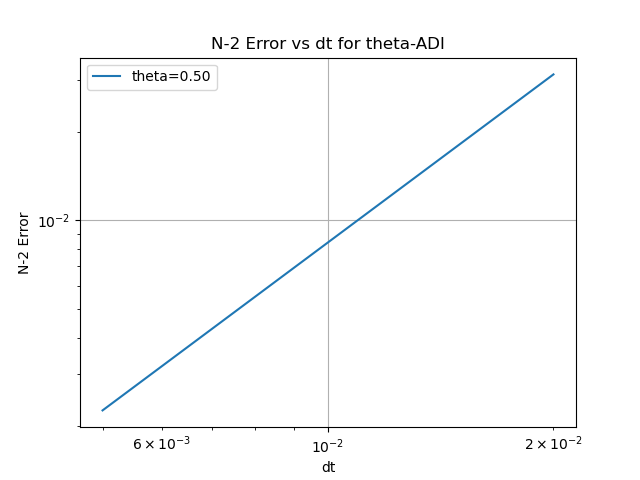 N-2 Error vs dt for theta-ADI
theta=0.50
N-2 Error
10⁻²
6 × 10⁻³
10⁻²
2 × 10⁻²
dt